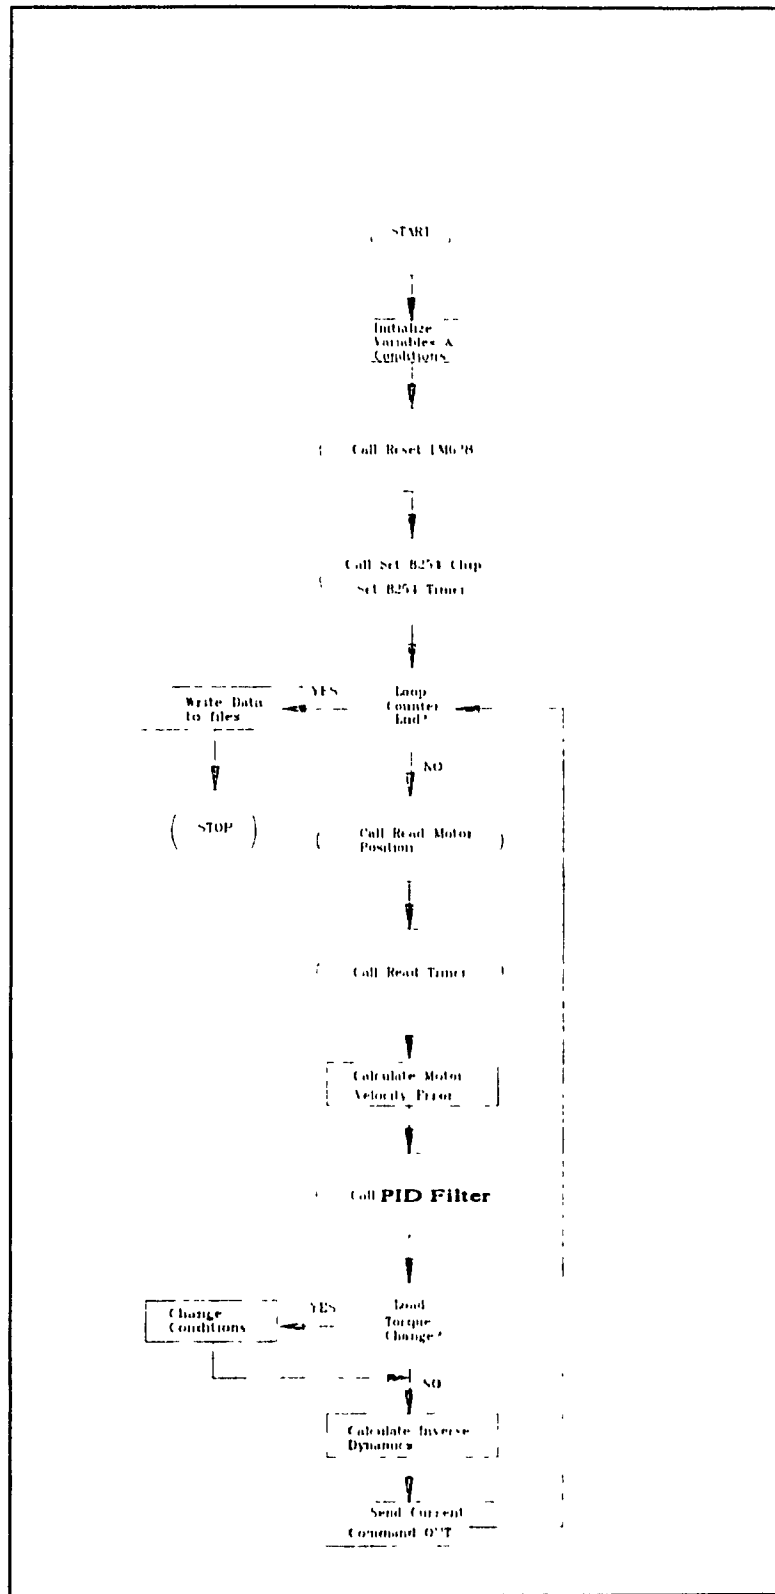 START
Initialize
Variables &
Conditions
Call Reset LM628
Call Set 8254 Chip
Set 8254 Timer
Loop
Counter
End?
YES
Write Data
to files
NO
STOP
Call Read Motor
Position
Call Read Timer
Calculate Motor
Velocity Error
Call PID Filter
Load
Torque
Change?
YES
Change
Conditions
NO
Calculate Inverse
Dynamics
Send Current
Command OUT